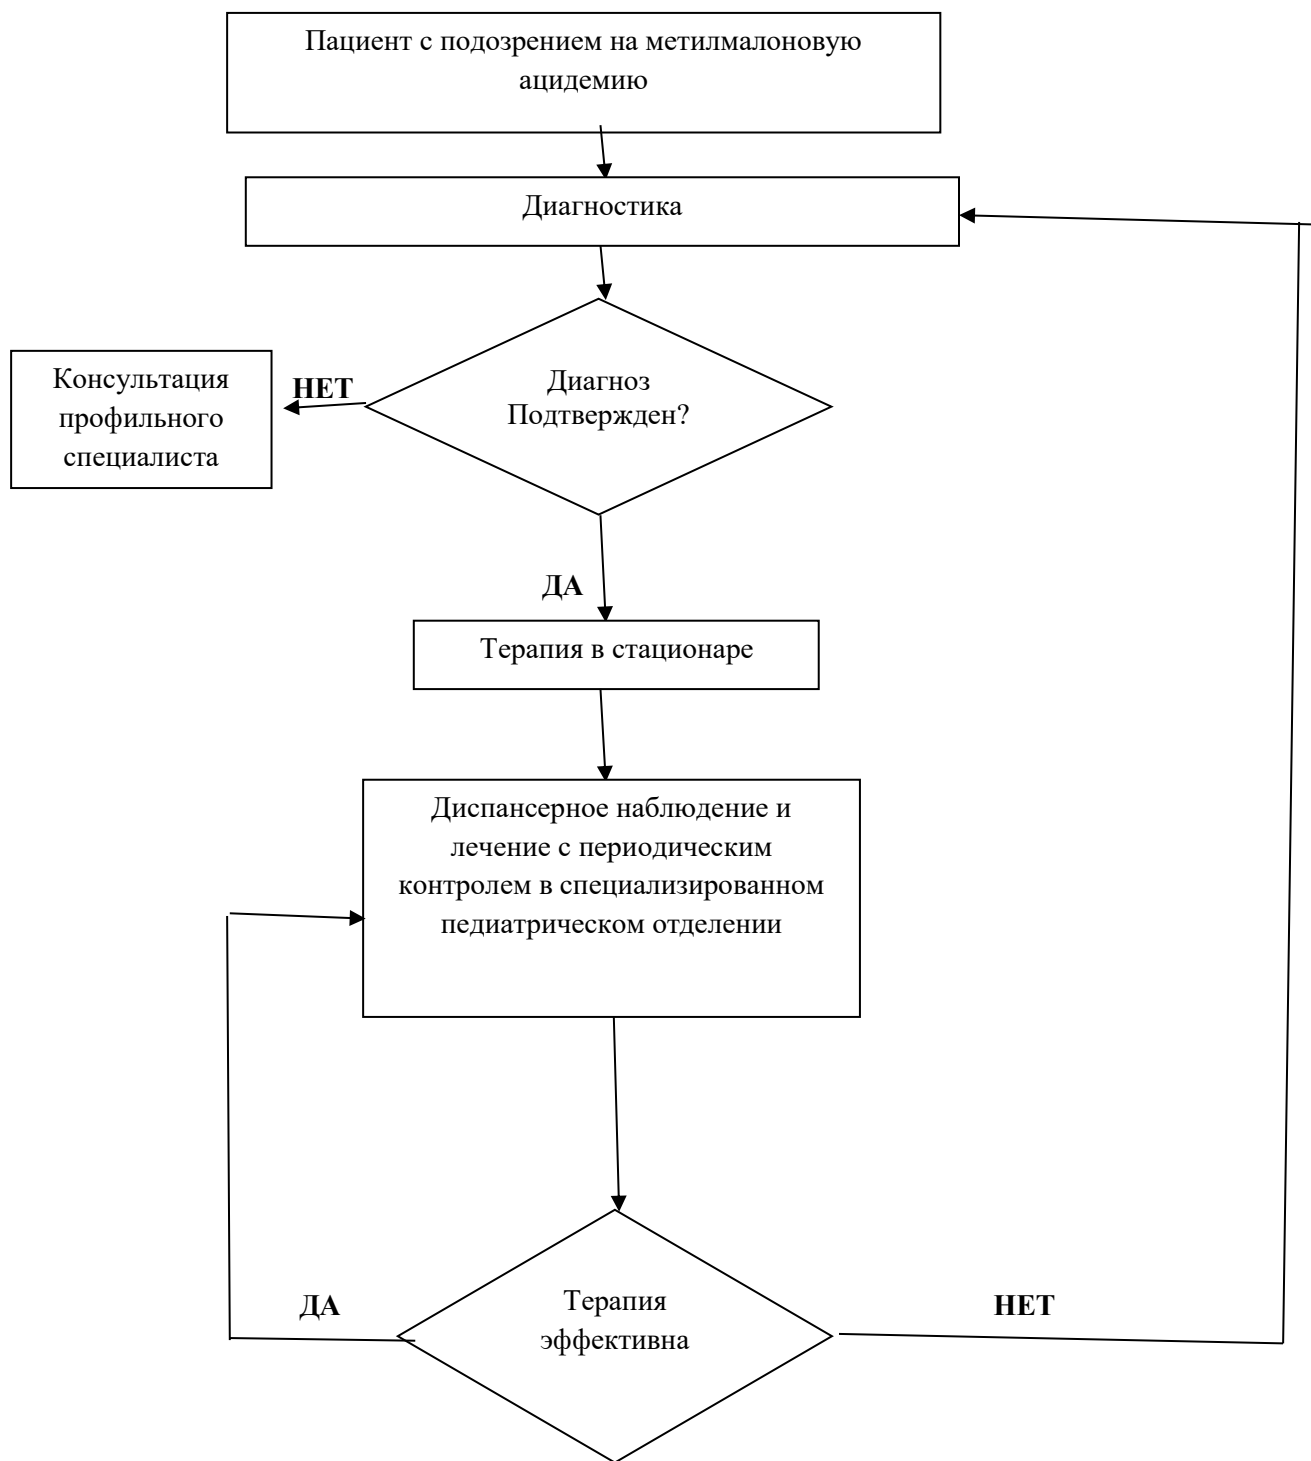 Пациент с подозрением на метилмалоновую
ацидемию
Диагностика
Консультация
профильного
специалиста
НЕТ
Диагноз
Подтвержден?
ДА
Терапия в стационаре
Диспансерное наблюдение и
лечение с периодическим
контролем в специализированном
педиатрическом отделении
ДА
Терапия
эффективна
НЕТ